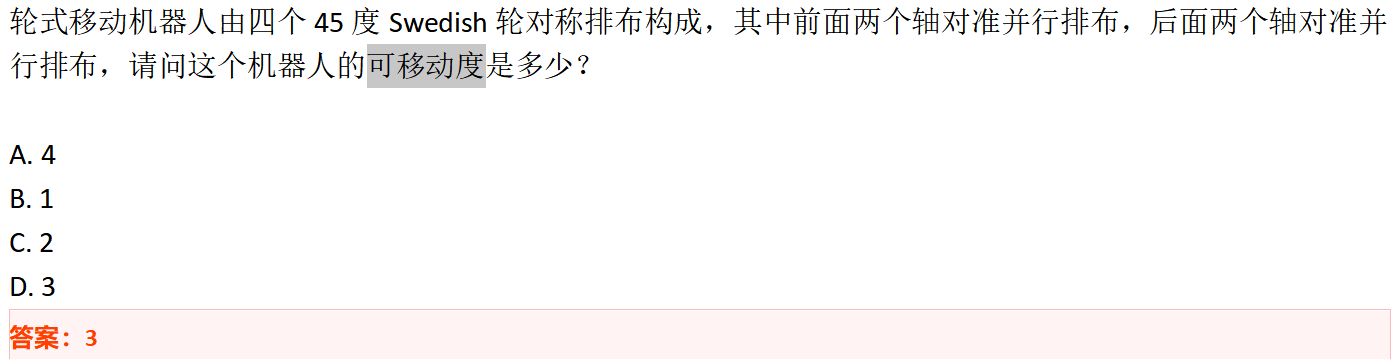 轮式移动机器人由四个 45 度 Swedish 轮对称排布构成，其中前面两个轴对准并行排布，后面两个轴对准并
行排布，请问这个机器人的可移动度是多少？
A. 4
B. 1
C. 2
D. 3
答案：3